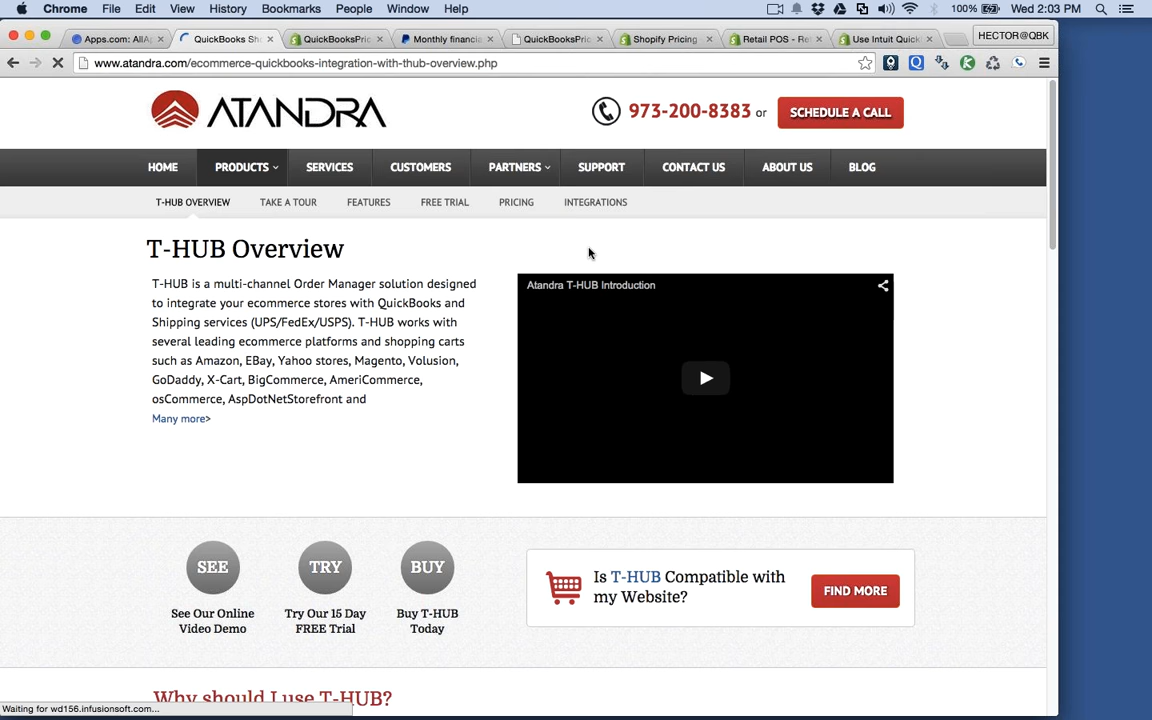 Chrome File Edit View History Bookmarks People Window Help 100% Wed 2:03 PM
Apps.com: AllA QuickBooks Sho QuickBooksPric Monthly financia QuickBooksPric Shopify Pricing Retail POS - Re Use Intuit Quick HECTOR@QBK
www.atandra.com/ecommerce-quickbooks-integration-with-thub-overview.php
ATANDRA 973-200-8383 or SCHEDULE A CALL
HOME PRODUCTS SERVICES CUSTOMERS PARTNERS SUPPORT CONTACT US ABOUT US BLOG
T-HUB OVERVIEW TAKE A TOUR FEATURES FREE TRIAL PRICING INTEGRATIONS
T-HUB Overview
T-HUB is a multi-channel Order Manager solution designed
to integrate your ecommerce stores with QuickBooks and
Shipping services (UPS/FedEx/USPS). T-HUB works with
several leading ecommerce platforms and shopping carts
such as Amazon, EBay, Yahoo stores, Magento, Volusion,
GoDaddy, X-Cart, BigCommerce, AmeriCommerce,
osCommerce, AspDotNetStorefront and
Many more>
Atandra T-HUB Introduction
SEE TRY BUY
See Our Online
Video Demo
Try Our 15 Day
FREE Trial
Buy T-HUB
Today
Is T-HUB Compatible with
my Website?
FIND MORE
Why should I use T-HUB?
Waiting for wd156.infusionsoft.com...